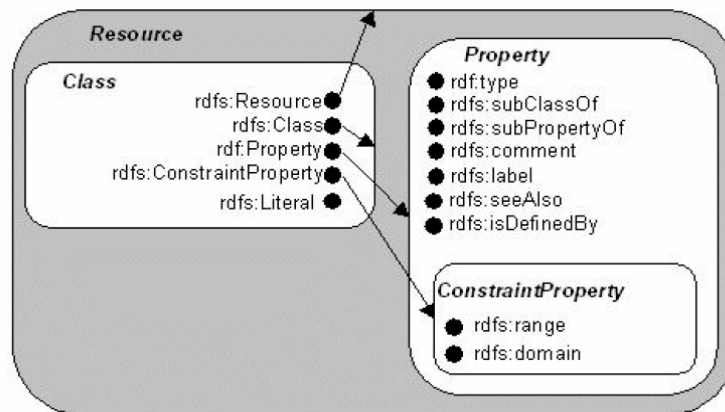 Resource
Class
rdfs:Resource
rdfs:Class
rdf:Property
rdfs:ConstraintProperty
rdfs:Literal
Property
rdf:type
rdfs:subClassOf
rdfs:subPropertyOf
rdfs:comment
rdfs:label
rdfs:seeAlso
rdfs:isDefinedBy
ConstraintProperty
rdfs:range
rdfs:domain